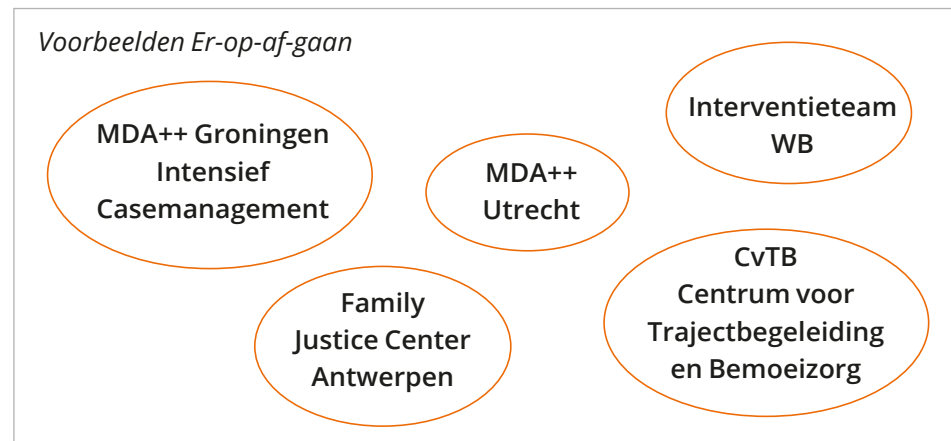 Voorbeelden Er-op-af-gaan
MDA++ Groningen
Intensief
Casemanagement
MDA++
Utrecht
Interventieteam
WB
Family
Justice Center
Antwerpen
CvTB
Centrum voor
Trajectbegeleiding
en Bemoeizorg